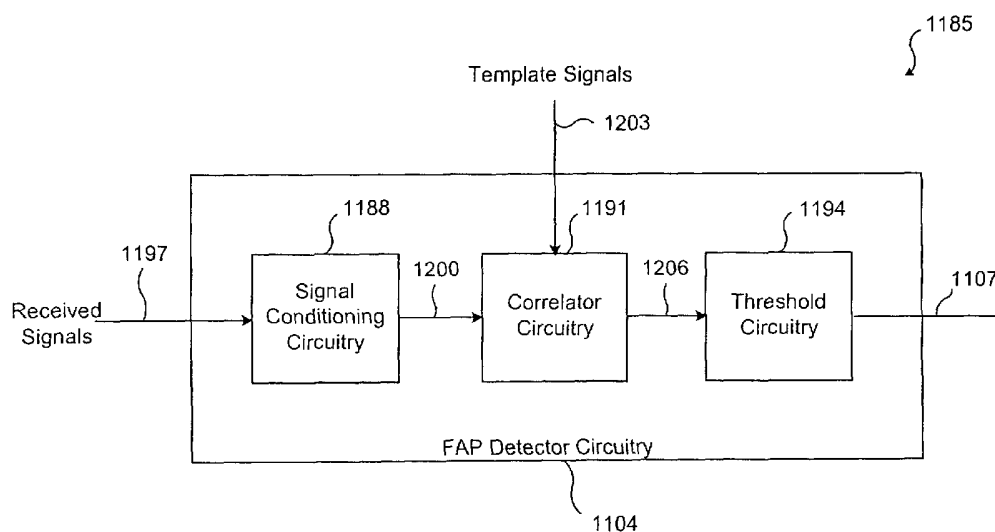 1185
Template Signals
1203
1188
1191
1194
1197
1200
1206
1107
Received
Signals
Signal
Conditioning
Circuitry
Correlator
Circuitry
Threshold
Circuitry
FAP Detector Circuitry
1104